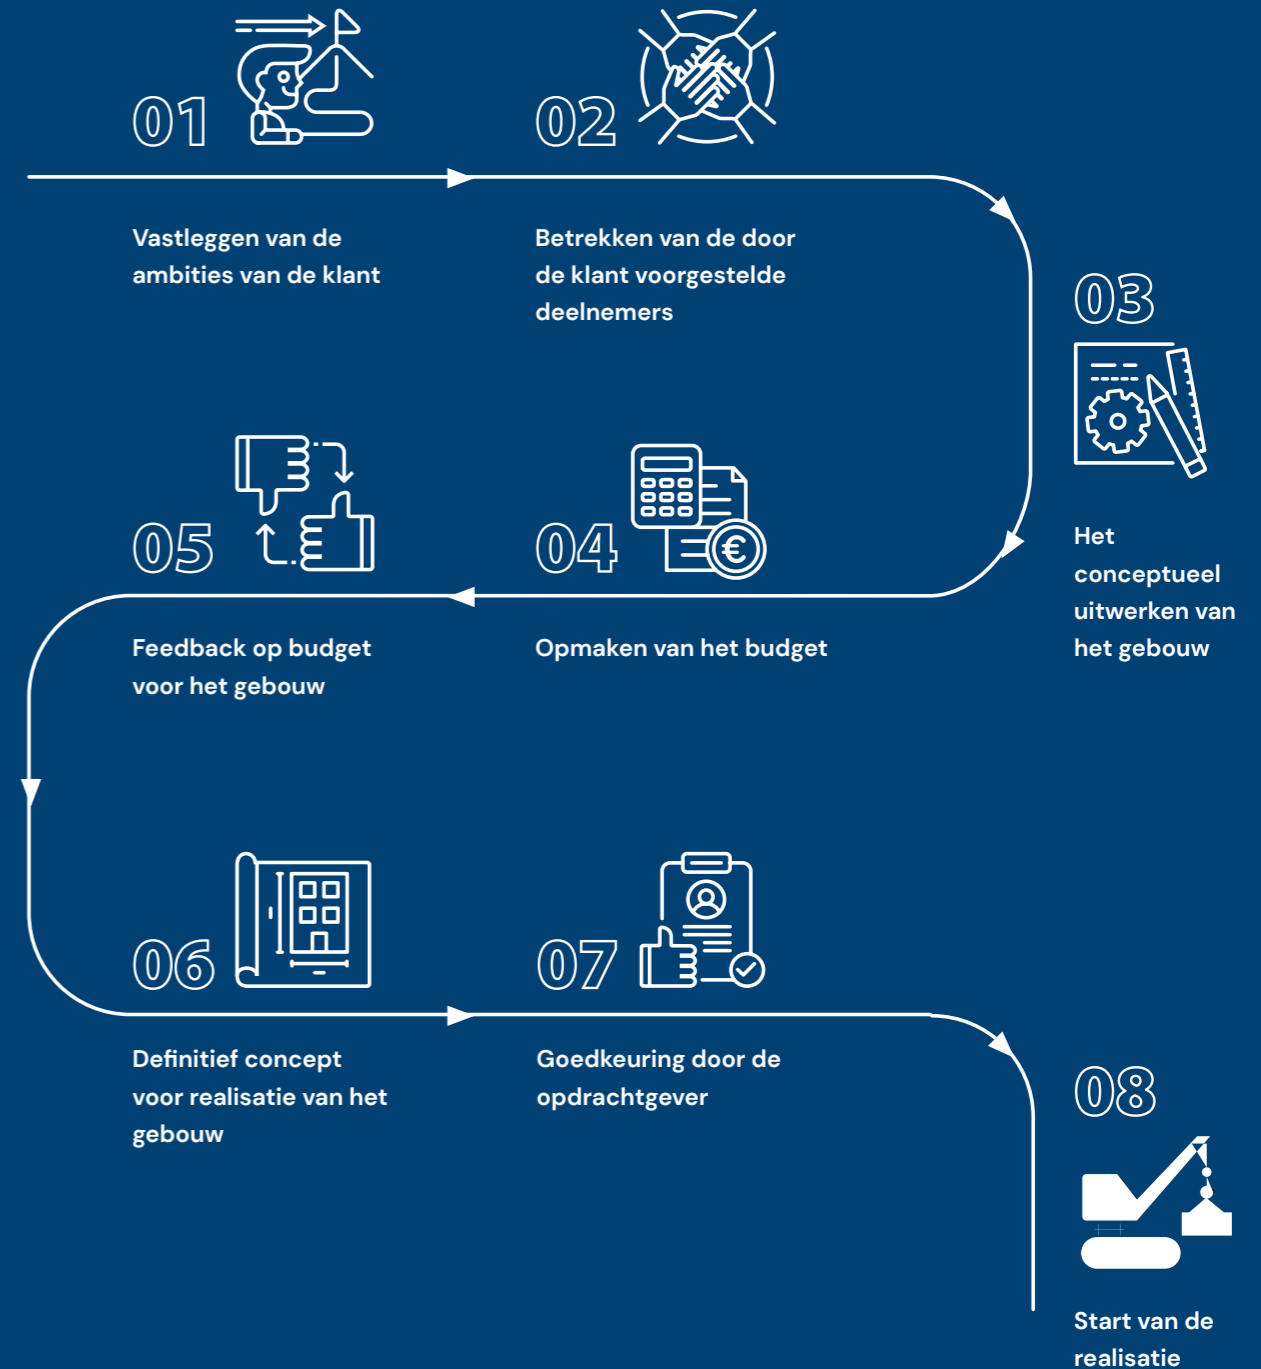 01
Vastleggen van de
ambities van de klant
02
Betrekken van de door
de klant voorgestelde
deelnemers
03
Het
conceptueel
uitwerken van
het gebouw
04
€
Opmaken van het budget
05
Feedback op budget
voor het gebouw
06
Definitief concept
voor realisatie van het
gebouw
07
Goedkeuring door de
opdrachtgever
08
Start van de
realisatie